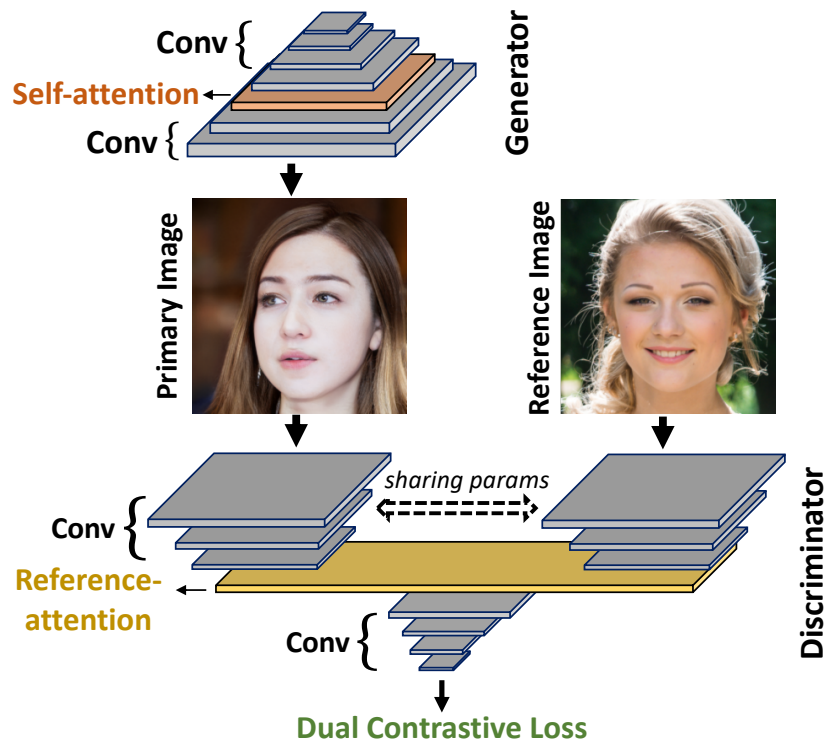 Conv
Self-attention
Conv
Generator
Primary Image
Reference Image
sharing params
Conv
Reference-
attention
Conv
Discriminator
Dual Contrastive Loss